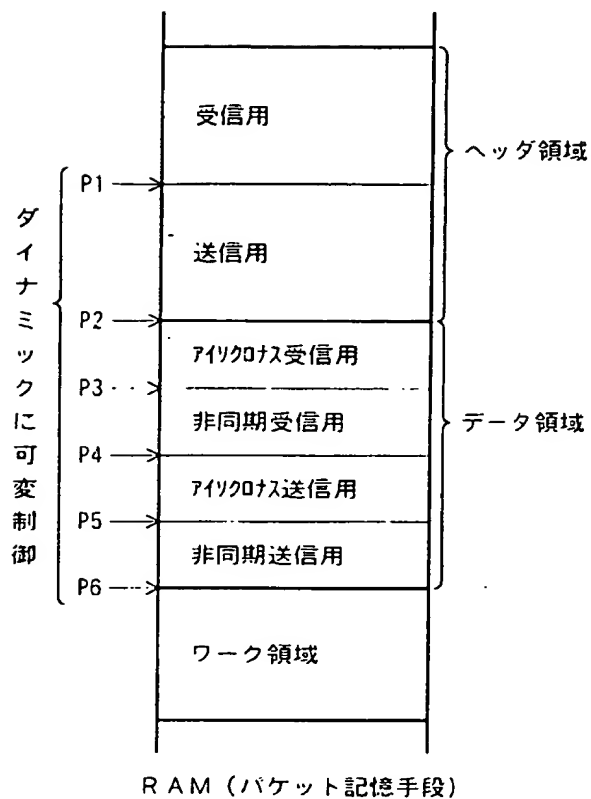 受信用
ヘッダ領域
P1
送信用
P2
アイソクロナス受信用
P3
非同期受信用
データ領域
P4
アイソクロナス送信用
P5
非同期送信用
P6
ワーク領域
ダイナミックに可変制御
RAM(パケット記憶手段)